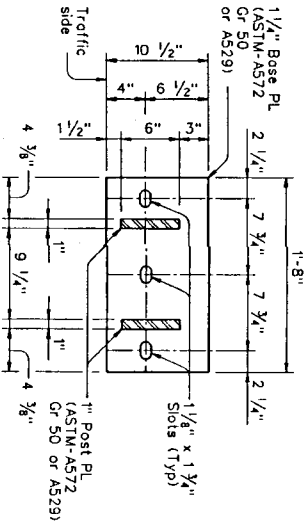 1 1/4" Base PL
(ASTM-A572
Gr 50
or A529)
1'-8"
2 1/4"
7 3/4"
7 3/4"
2 1/4"
10 1/2"
4"
6 1/2"
1 1/2"
6"
3"
Traffic
side
4 3/8"
1"
9 1/4"
1"
4 3/8"
1 1/8" x 1 3/4"
Slots (Typ)
1" Post PL
(ASTM-A572
Gr 50 or A529)